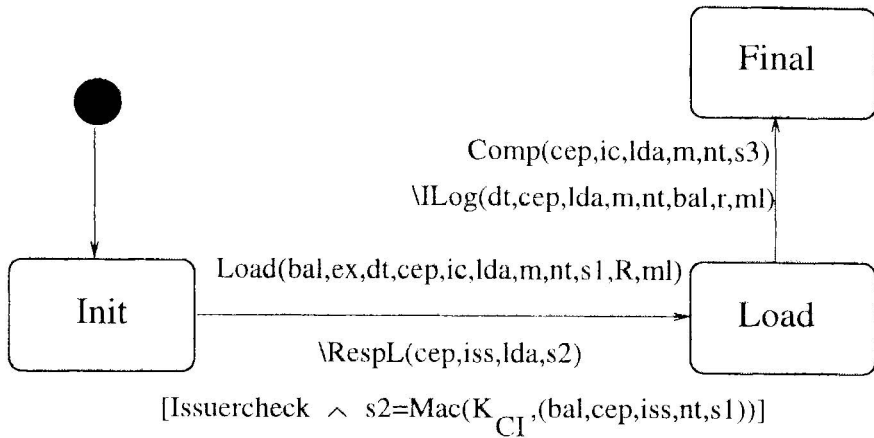 Final
Comp(cep,ic,lda,m,nt,s3)
\ILog(dt,cep,lda,m,nt,bal,r,ml)
Load(bal,ex,dt,cep,ic,lda,m,nt,s1,R,ml)
Init
Load
\RespL(cep,iss,lda,s2)
[Issuercheck ∧ s2=Mac(K_CI,(bal,cep,iss,nt,s1))]